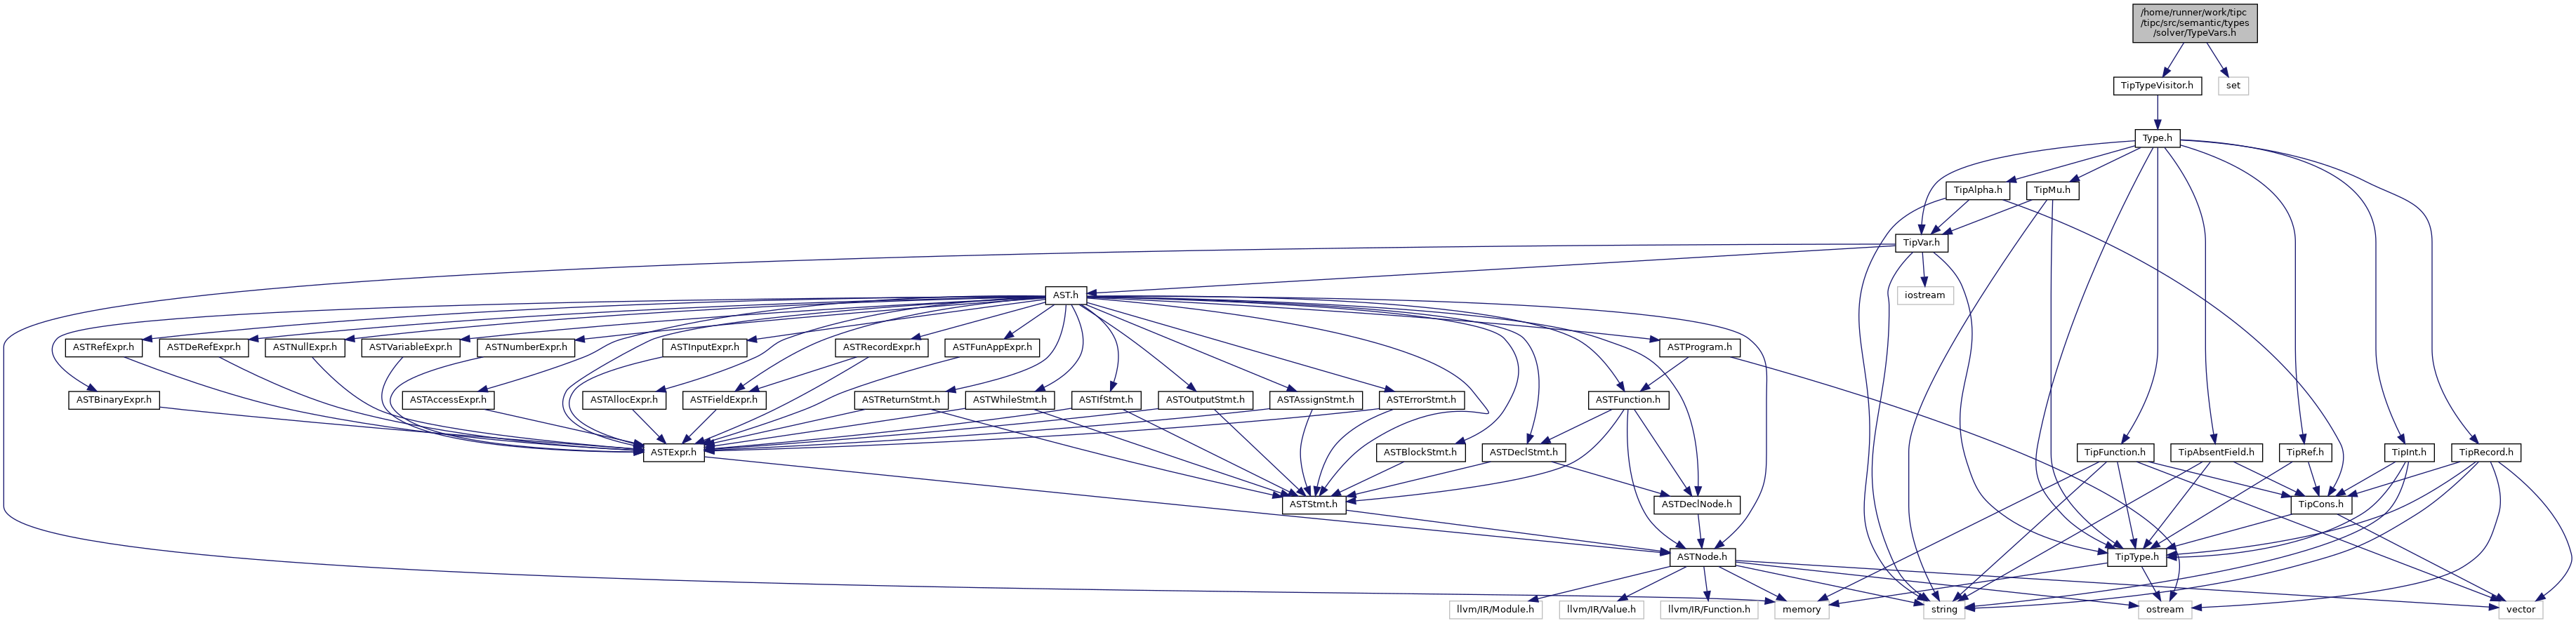 /home/runner/work/tipc
/tipc/src/semantic/types
/solver/TypeVars.h
TipTypeVisitor.h
set
Type.h
TipAlpha.h
TipMu.h
TipVar.h
AST.h
iostream
ASTRefExpr.h
ASTDeRefExpr.h
ASTNullExpr.h
ASTVariableExpr.h
ASTNumberExpr.h
ASTInputExpr.h
ASTRecordExpr.h
ASTFunAppExpr.h
ASTProgram.h
ASTBinaryExpr.h
ASTAccessExpr.h
ASTAllocExpr.h
ASTFieldExpr.h
ASTReturnStmt.h
ASTWhileStmt.h
ASTIfStmt.h
ASTOutputStmt.h
ASTAssignStmt.h
ASTErrorStmt.h
ASTFunction.h
ASTExpr.h
ASTBlockStmt.h
ASTDeclStmt.h
TipFunction.h
TipAbsentField.h
TipRef.h
TipInt.h
TipRecord.h
ASTStmt.h
ASTDeclNode.h
TipCons.h
ASTNode.h
TipType.h
llvm/IR/Module.h
llvm/IR/Value.h
llvm/IR/Function.h
memory
string
ostream
vector